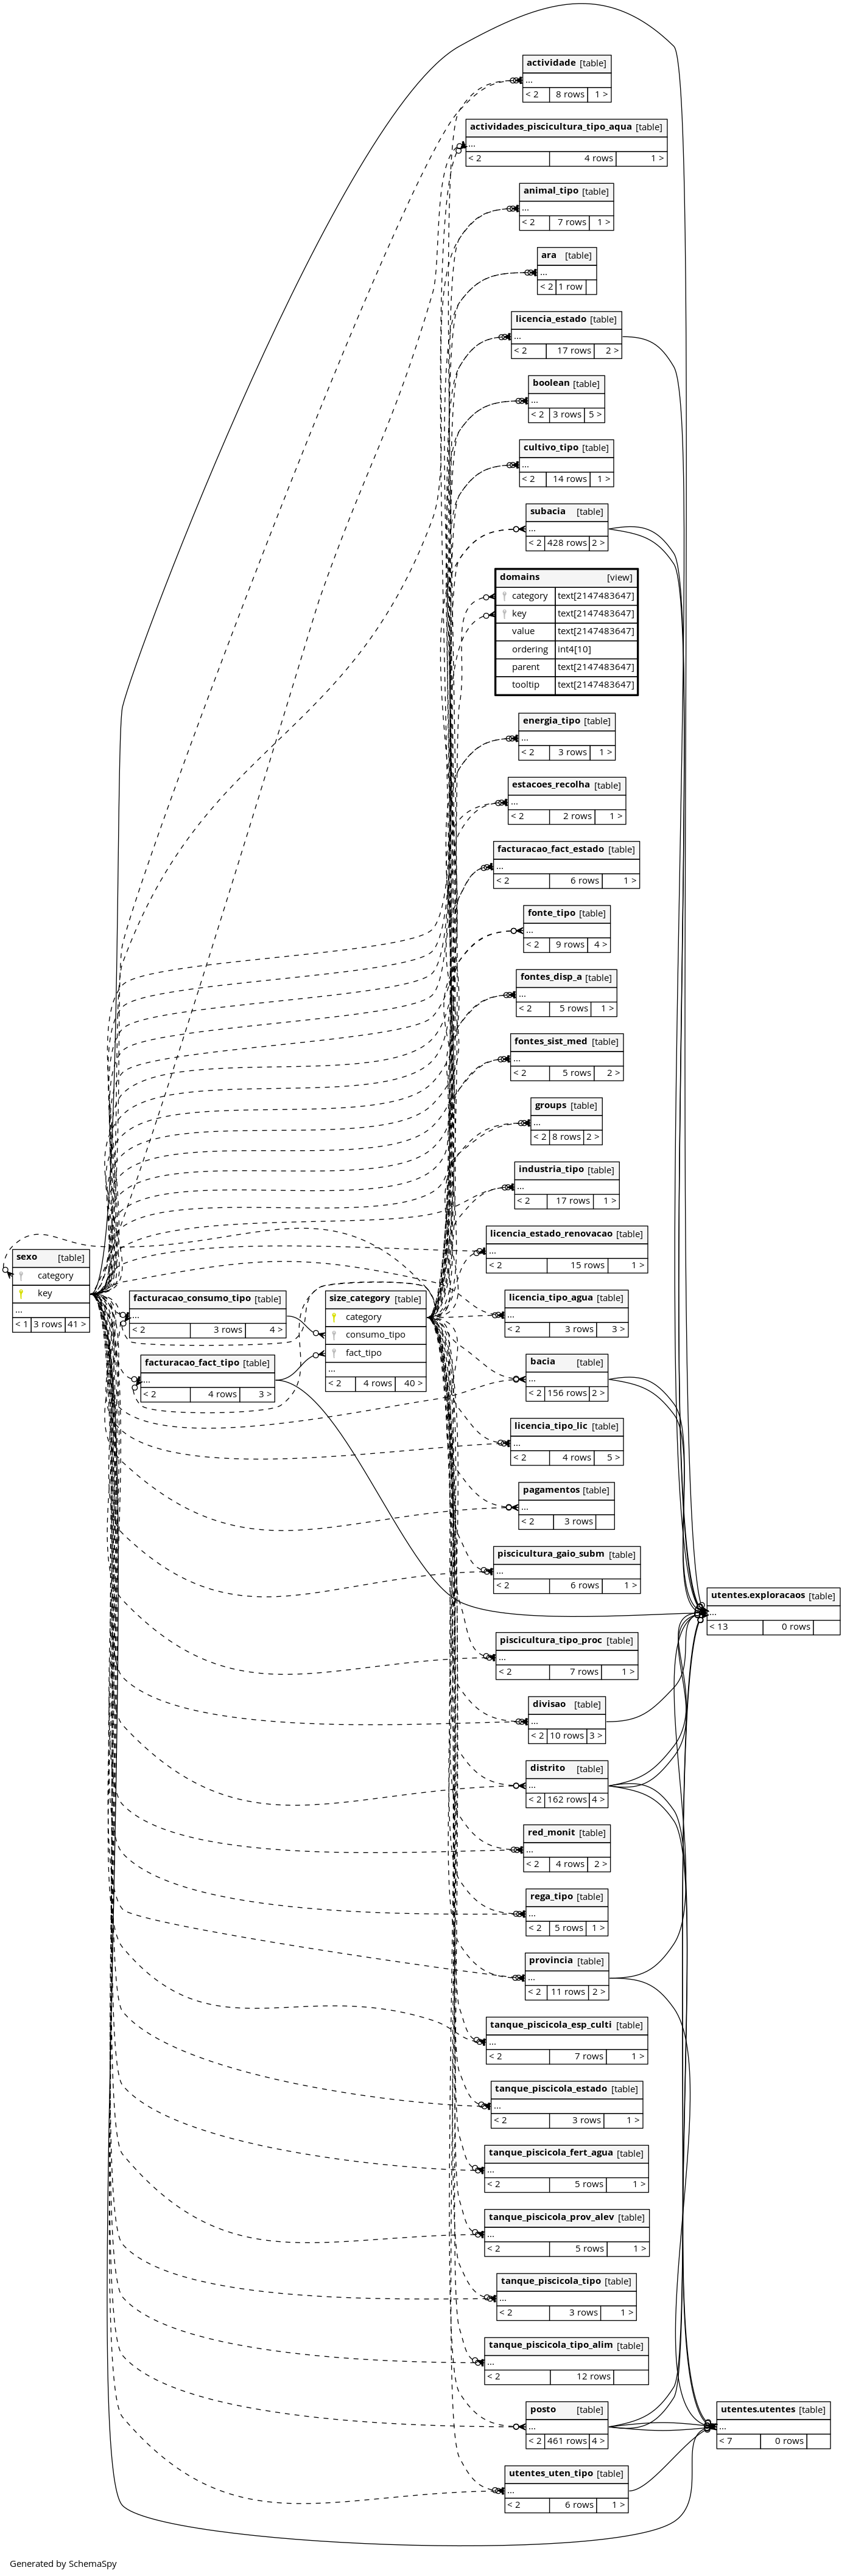 actividade [table]
...
< 2 8 rows 1 >
actividades_piscicultura_tipo_aqua [table]
...
< 2 4 rows 1 >
animal_tipo [table]
...
< 2 7 rows 1 >
ara [table]
...
< 2 1 row
licencia_estado [table]
...
< 2 17 rows 2 >
boolean [table]
...
< 2 3 rows 5 >
cultivo_tipo [table]
...
< 2 14 rows 1 >
subacia [table]
...
< 2 428 rows 2 >
domains [view]
category text[2147483647]
key text[2147483647]
value text[2147483647]
ordering int4[10]
parent text[2147483647]
tooltip text[2147483647]
energia_tipo [table]
...
< 2 3 rows 1 >
estacoes_recolha [table]
...
< 2 2 rows 1 >
facturacao_fact_estado [table]
...
< 2 6 rows 1 >
fonte_tipo [table]
...
< 2 9 rows 4 >
fontes_disp_a [table]
...
< 2 5 rows 1 >
fontes_sist_med [table]
...
< 2 5 rows 2 >
groups [table]
...
< 2 8 rows 2 >
industria_tipo [table]
...
< 2 17 rows 1 >
licencia_estado_renovacao [table]
...
< 2 15 rows 1 >
sexo [table]
category
key
...
< 1 3 rows 41 >
facturacao_consumo_tipo [table]
...
< 2 3 rows 4 >
facturacao_fact_tipo [table]
...
< 2 4 rows 3 >
size_category [table]
category
consumo_tipo
fact_tipo
...
< 2 4 rows 40 >
licencia_tipo_agua [table]
...
< 2 3 rows 3 >
bacia [table]
...
< 2 156 rows 2 >
licencia_tipo_lic [table]
...
< 2 4 rows 5 >
pagamentos [table]
...
< 2 3 rows
piscicultura_gaio_subm [table]
...
< 2 6 rows 1 >
utentes.exploracaos [table]
...
< 13 0 rows
piscicultura_tipo_proc [table]
...
< 2 7 rows 1 >
divisao [table]
...
< 2 10 rows 3 >
distrito [table]
...
< 2 162 rows 4 >
red_monit [table]
...
< 2 4 rows 2 >
rega_tipo [table]
...
< 2 5 rows 1 >
provincia [table]
...
< 2 11 rows 2 >
tanque_piscicola_esp_culti [table]
...
< 2 7 rows 1 >
tanque_piscicola_estado [table]
...
< 2 3 rows 1 >
tanque_piscicola_fert_agua [table]
...
< 2 5 rows 1 >
tanque_piscicola_prov_alev [table]
...
< 2 5 rows 1 >
tanque_piscicola_tipo [table]
...
< 2 3 rows 1 >
tanque_piscicola_tipo_alim [table]
...
< 2 12 rows
posto [table]
...
< 2 461 rows 4 >
utentes.utentes [table]
...
< 7 0 rows
utentes_uten_tipo [table]
...
< 2 6 rows 1 >
Generated by SchemaSpy